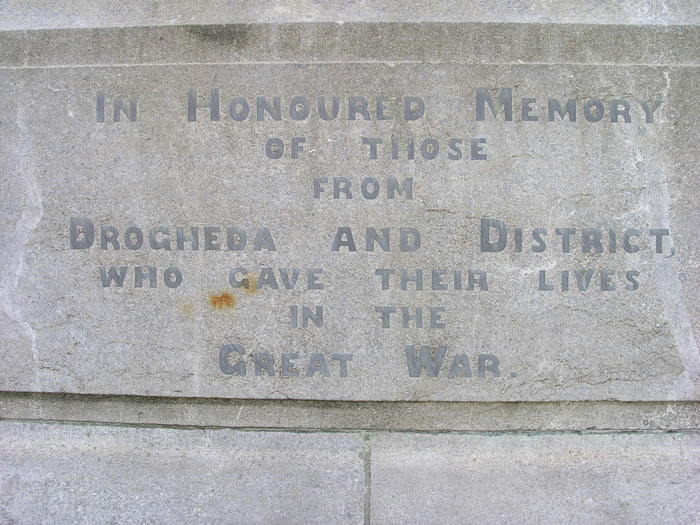 In Honoured Memory
of those
from
Drogheda and District,
who gave their lives
in the
Great War.